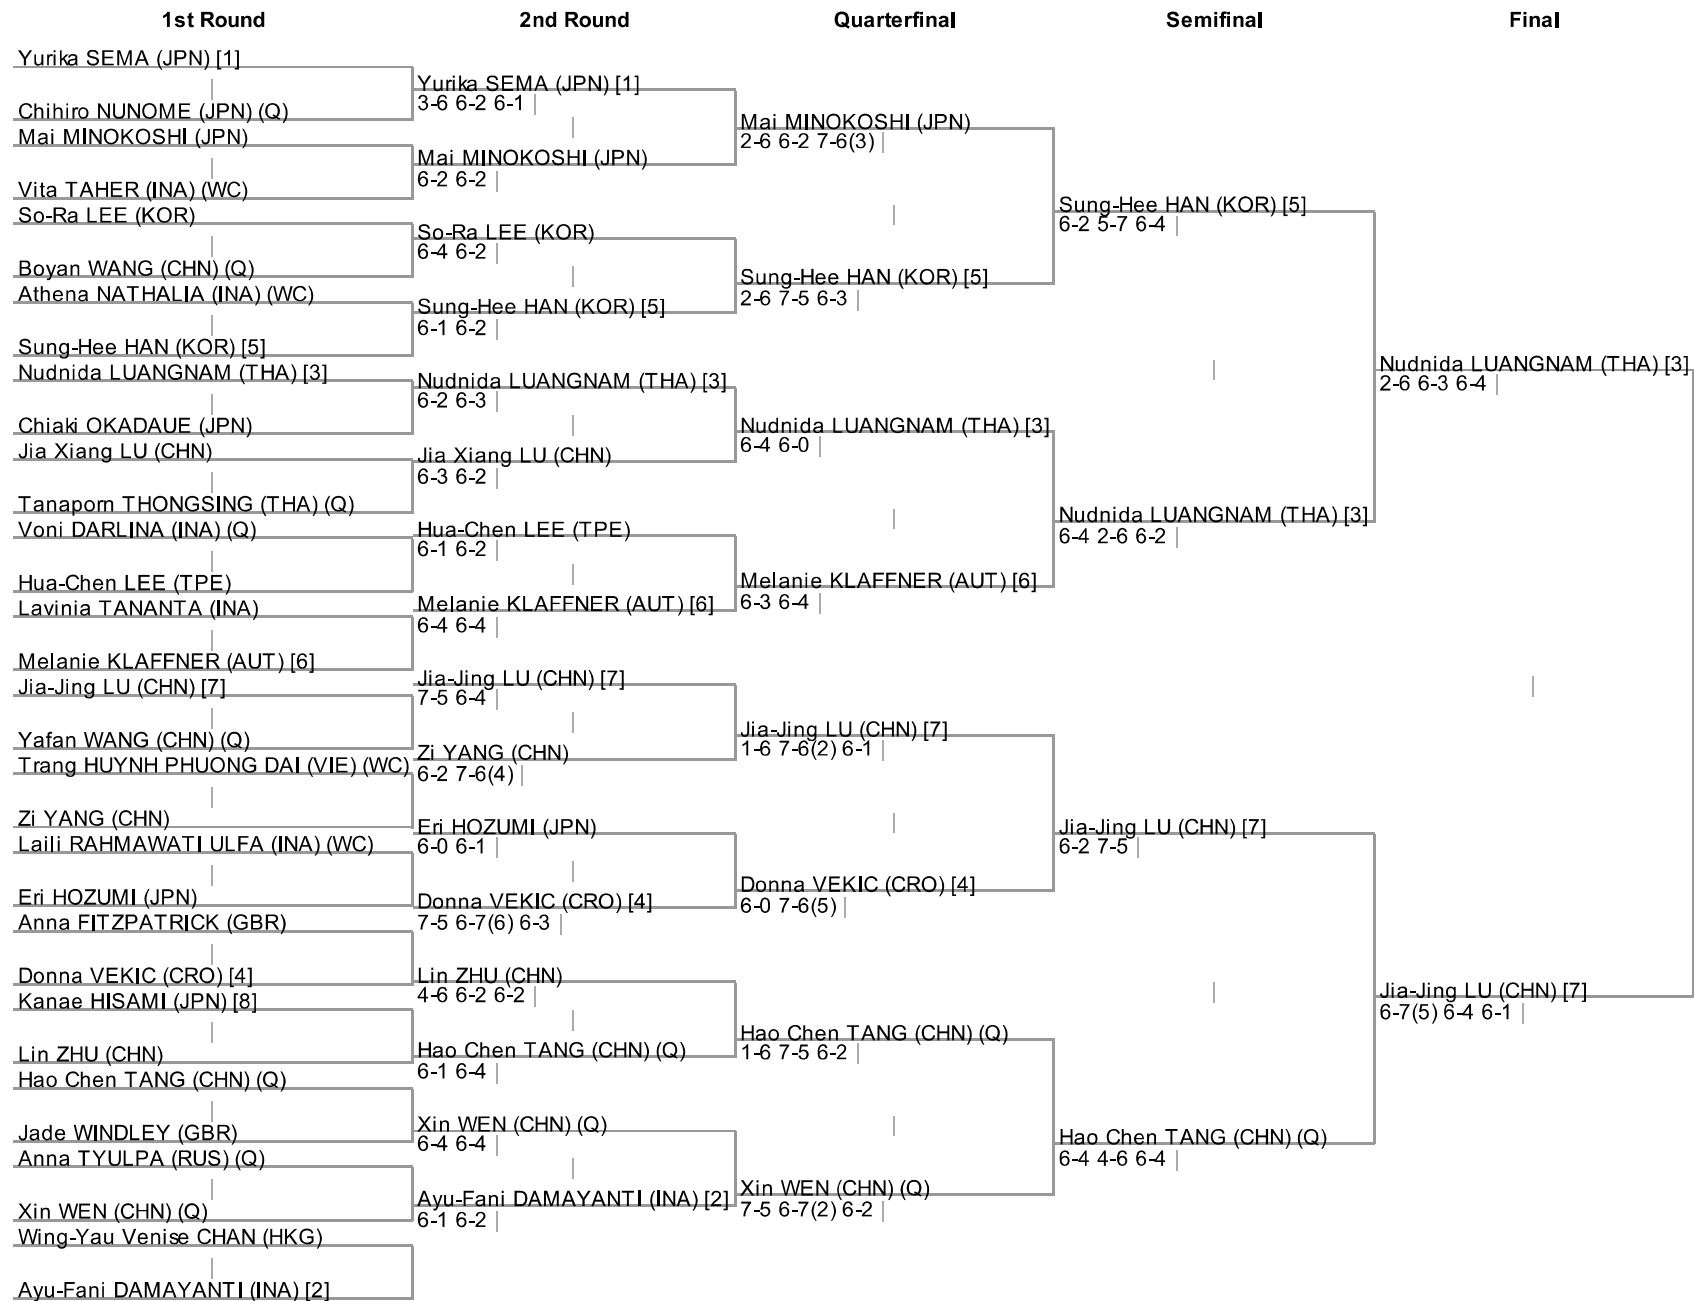 1st Round
2nd Round
Quarterfinal
Semifinal
Final
Yurika SEMA (JPN) [1]
Chihiro NUNOME (JPN) (Q)
Mai MINOKOSHI (JPN)
Vita TAHER (INA) (WC)
So-Ra LEE (KOR)
Boyan WANG (CHN) (Q)
Athena NATHALIA (INA) (WC)
Sung-Hee HAN (KOR) [5]
Nudnida LUANGNAM (THA) [3]
Chiaki OKADAUE (JPN)
Jia Xiang LU (CHN)
Tanaporn THONGSING (THA) (Q)
Voni DARLINA (INA) (Q)
Hua-Chen LEE (TPE)
Lavinia TANANTA (INA)
Melanie KLAFFNER (AUT) [6]
Jia-Jing LU (CHN) [7]
Yafan WANG (CHN) (Q)
Trang HUYNH PHUONG DAI (VIE) (WC)
Zi YANG (CHN)
Laili RAHMAWATI ULFA (INA) (WC)
Eri HOZUMI (JPN)
Anna FITZPATRICK (GBR)
Donna VEKIC (CRO) [4]
Kanae HISAMI (JPN) [8]
Lin ZHU (CHN)
Hao Chen TANG (CHN) (Q)
Jade WINDLEY (GBR)
Anna TYULPA (RUS) (Q)
Xin WEN (CHN) (Q)
Wing-Yau Venise CHAN (HKG)
Ayu-Fani DAMAYANTI (INA) [2]
Yurika SEMA (JPN) [1]
3-6 6-2 6-1
Mai MINOKOSHI (JPN)
6-2 6-2
So-Ra LEE (KOR)
6-4 6-2
Sung-Hee HAN (KOR) [5]
6-1 6-2
Nudnida LUANGNAM (THA) [3]
6-2 6-3
Jia Xiang LU (CHN)
6-3 6-2
Hua-Chen LEE (TPE)
6-1 6-2
Melanie KLAFFNER (AUT) [6]
6-4 6-4
Jia-Jing LU (CHN) [7]
7-5 6-4
Zi YANG (CHN)
6-2 7-6(4)
Eri HOZUMI (JPN)
6-0 6-1
Donna VEKIC (CRO) [4]
7-5 6-7(6) 6-3
Lin ZHU (CHN)
4-6 6-2 6-2
Hao Chen TANG (CHN) (Q)
6-1 6-4
Xin WEN (CHN) (Q)
6-4 6-4
Ayu-Fani DAMAYANTI (INA) [2]
6-1 6-2
Mai MINOKOSHI (JPN)
2-6 6-2 7-6(3)
Sung-Hee HAN (KOR) [5]
2-6 7-5 6-3
Nudnida LUANGNAM (THA) [3]
6-4 6-0
Melanie KLAFFNER (AUT) [6]
6-3 6-4
Jia-Jing LU (CHN) [7]
1-6 7-6(2) 6-1
Donna VEKIC (CRO) [4]
6-0 7-6(5)
Hao Chen TANG (CHN) (Q)
1-6 7-5 6-2
Xin WEN (CHN) (Q)
7-5 6-7(2) 6-2
Sung-Hee HAN (KOR) [5]
6-2 5-7 6-4
Nudnida LUANGNAM (THA) [3]
6-4 2-6 6-2
Jia-Jing LU (CHN) [7]
6-2 7-5
Hao Chen TANG (CHN) (Q)
6-4 4-6 6-4
Nudnida LUANGNAM (THA) [3]
2-6 6-3 6-4
Jia-Jing LU (CHN) [7]
6-7(5) 6-4 6-1